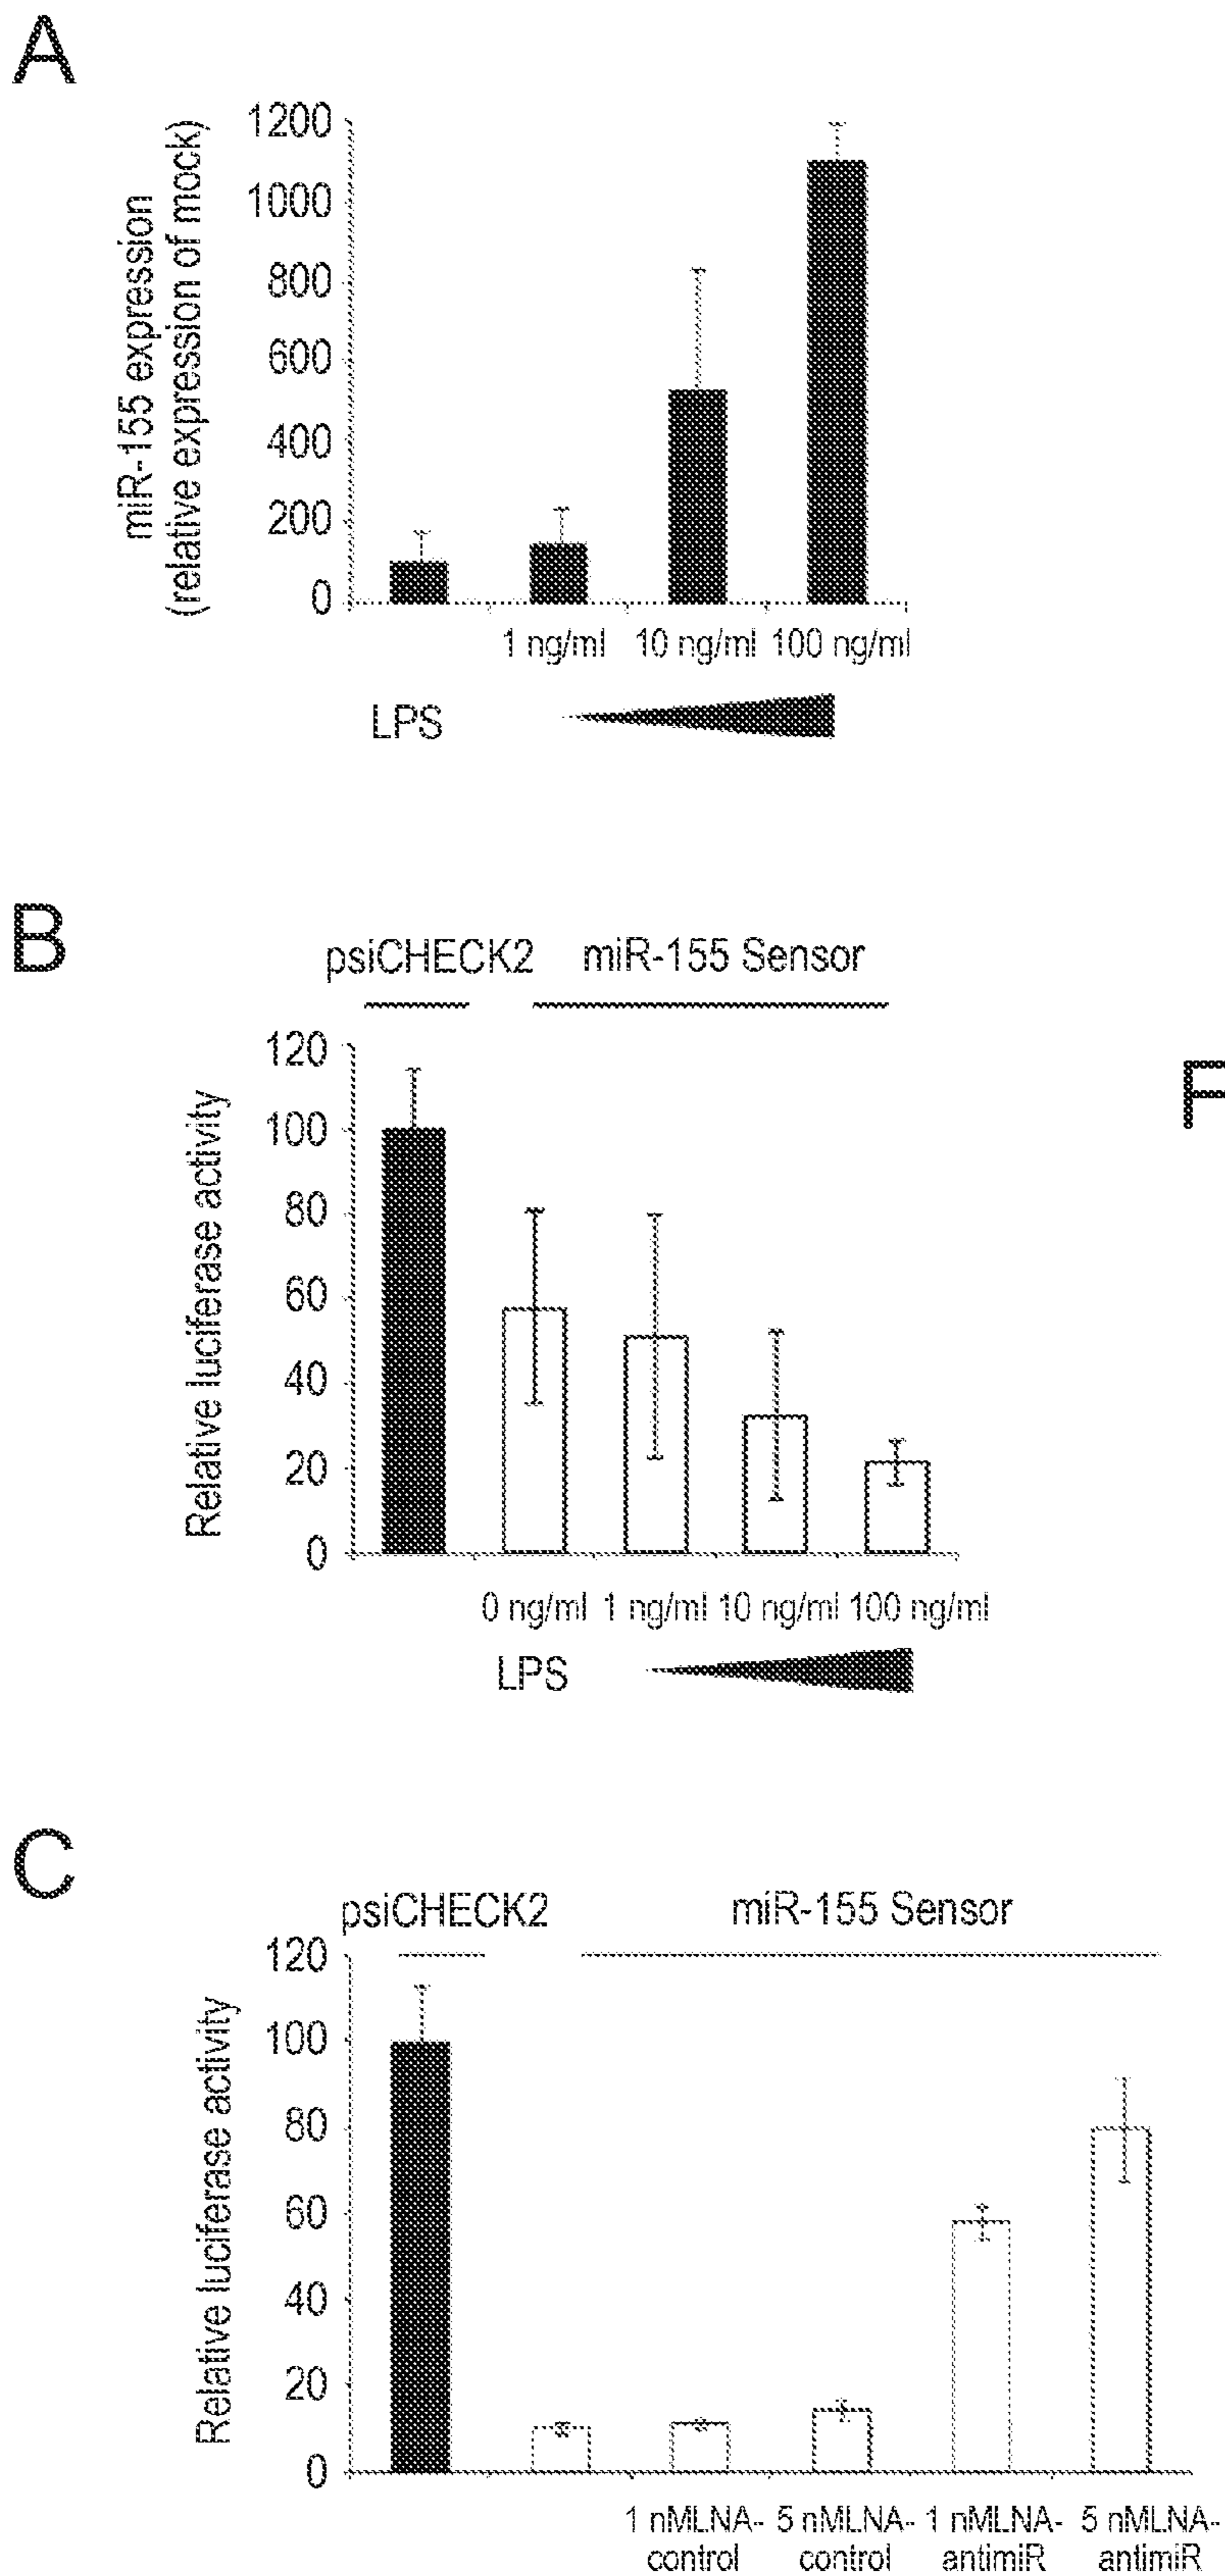 A
miR-155 expression
(relative expression of mock)
1200
1000
800
600
400
200
0
1 ng/ml 10 ng/ml 100 ng/ml
LPS
B
psiCHECK2 miR-155 Sensor
Relative luciferase activity
120
100
80
60
40
20
0
0 ng/ml 1 ng/ml 10 ng/ml 100 ng/ml
LPS
F
C
psiCHECK2 miR-155 Sensor
Relative luciferase activity
120
100
80
60
40
20
0
1 nMLNA- 5 nMLNA- 1 nMLNA- 5 nMLNA-
control control antimiR antimiR